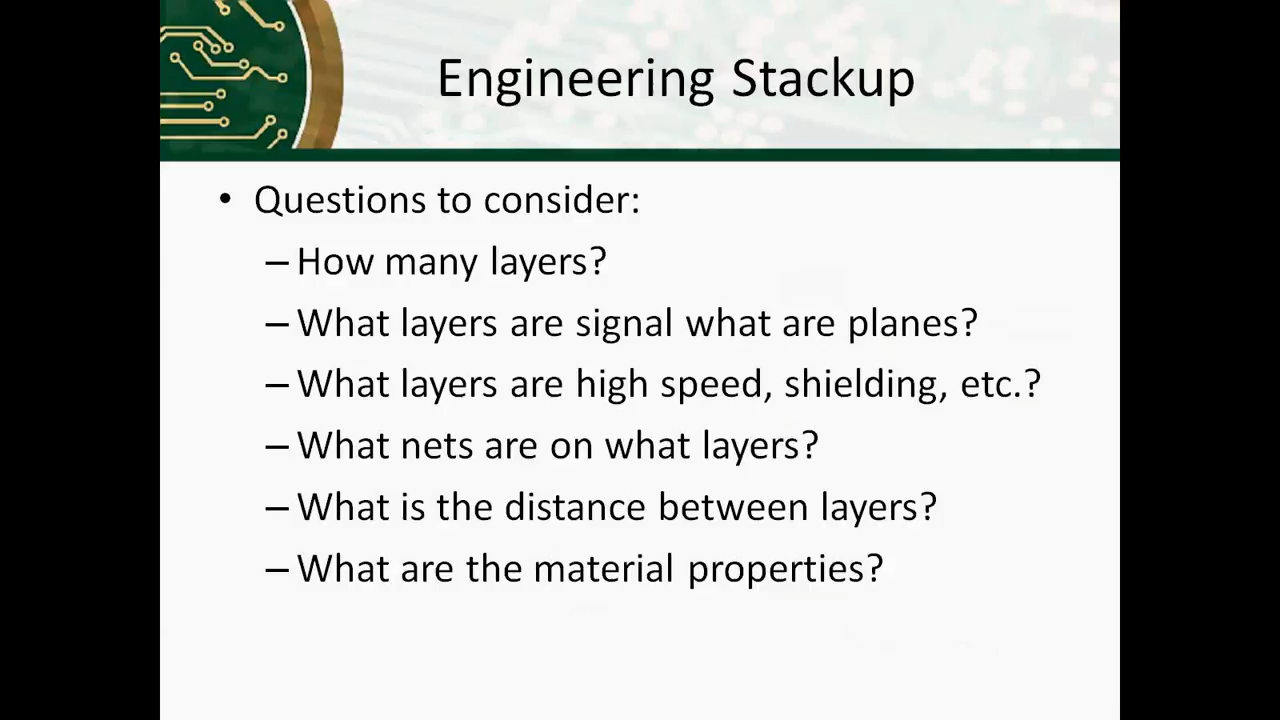 Engineering Stackup
• Questions to consider:
– How many layers?
– What layers are signal what are planes?
– What layers are high speed, shielding, etc.?
– What nets are on what layers?
– What is the distance between layers?
– What are the material properties?